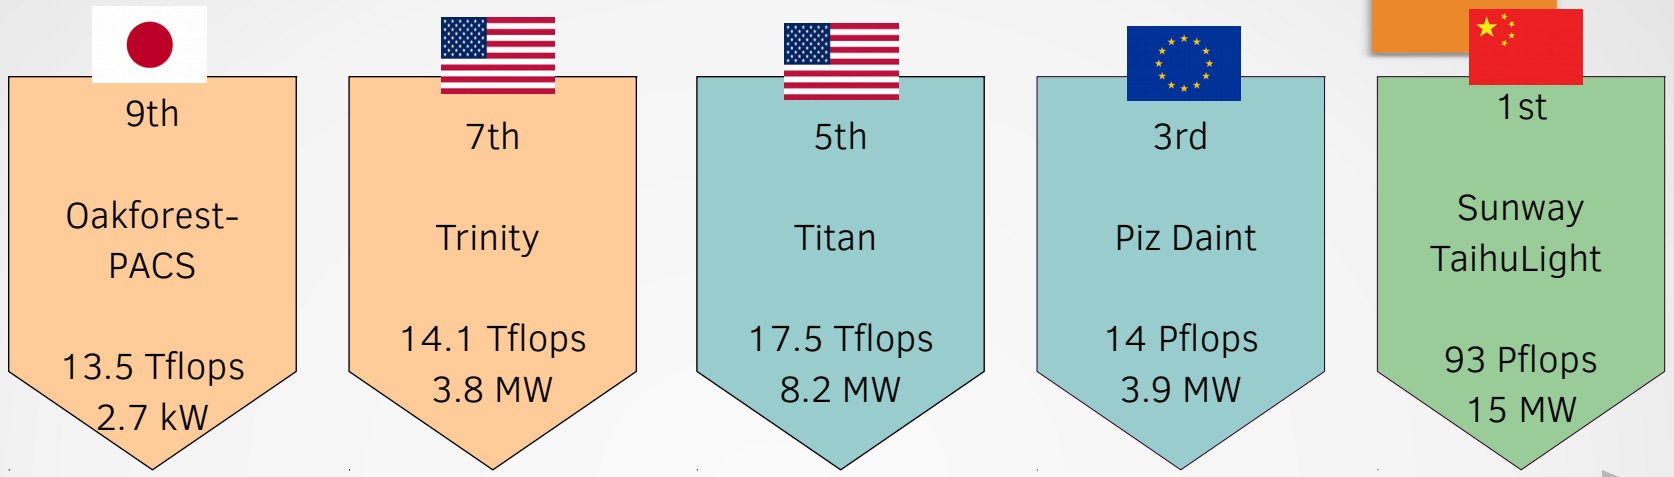 9th
Oakforest-
PACS
13.5 Tflops
2.7 kW
7th
Trinity
14.1 Tflops
3.8 MW
5th
Titan
17.5 Tflops
8.2 MW
3rd
Piz Daint
14 Pflops
3.9 MW
1st
Sunway
TaihuLight
93 Pflops
15 MW